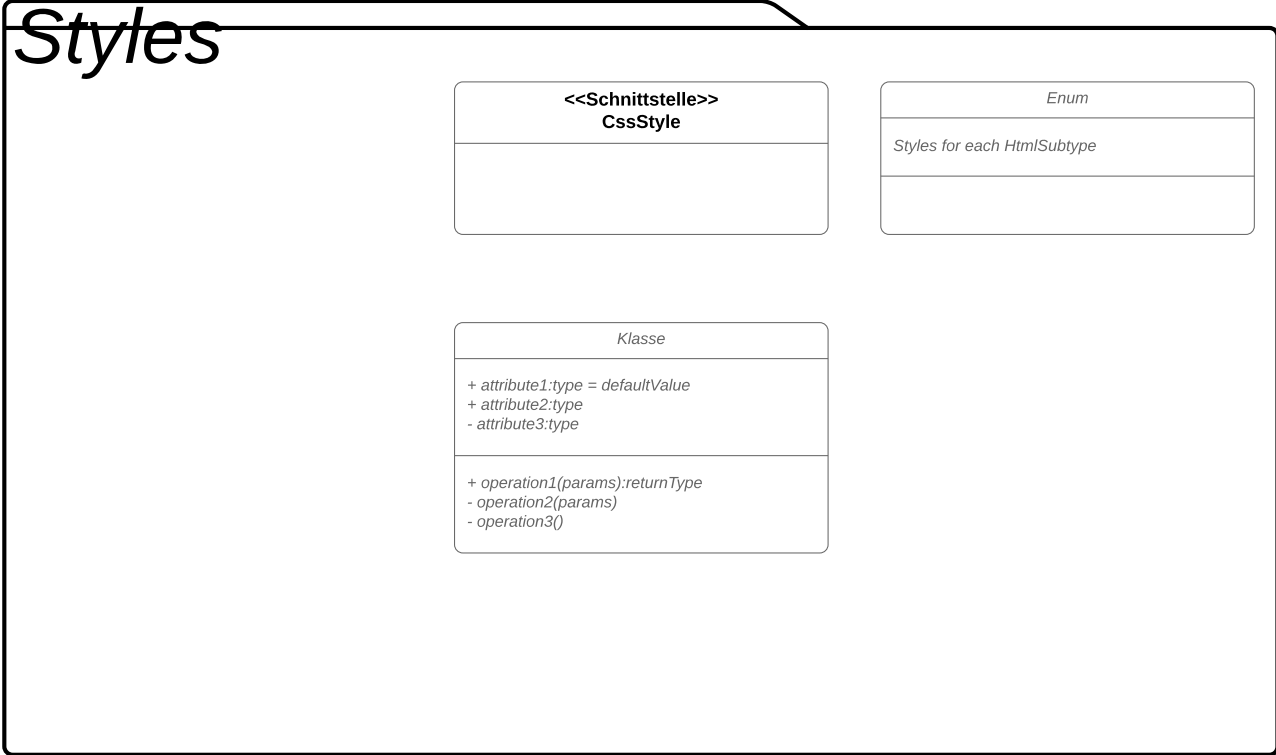 Styles
<<Schnittstelle>>
CssStyle
Enum
Styles for each HtmlSubtype
Klasse
+ attribute1:type = defaultValue
+ attribute2:type
- attribute3:type
+ operation1(params):returnType
- operation2(params)
- operation3()